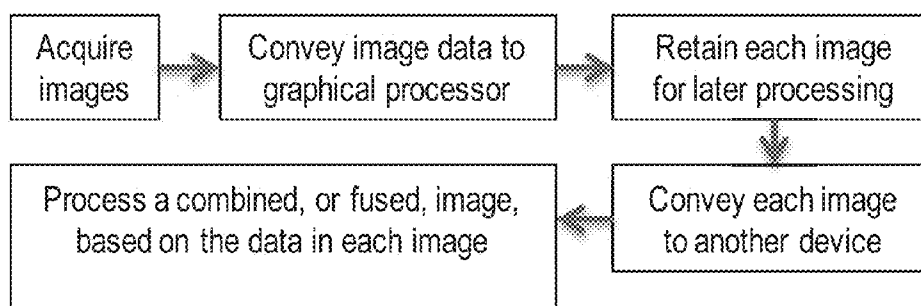 Acquire
images
Convey image data to
graphical processor
Retain each image
for later processing
Convey each image
to another device
Process a combined, or fused, image,
based on the data in each image